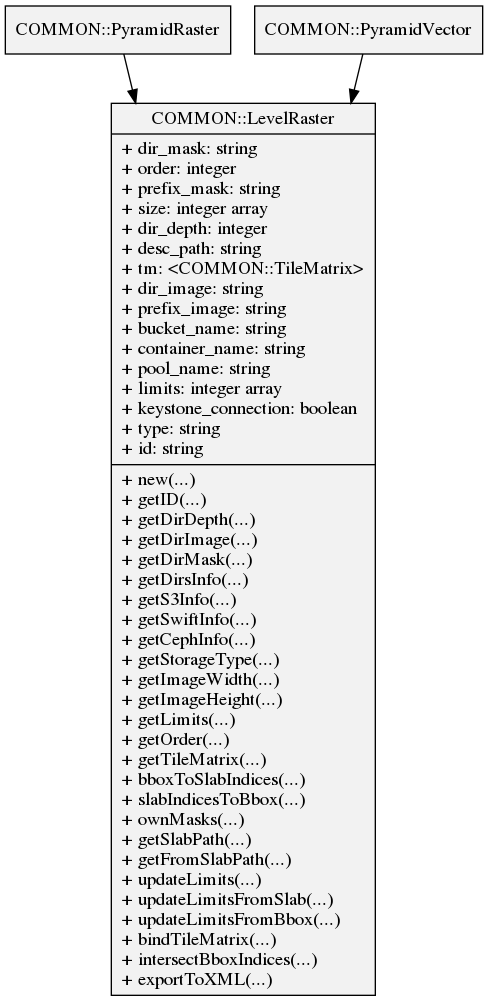 COMMON::PyramidRaster
COMMON::PyramidVector
COMMON::LevelRaster
+ dir_mask: string
+ order: integer
+ prefix_mask: string
+ size: integer array
+ dir_depth: integer
+ desc_path: string
+ tm: <COMMON::TileMatrix>
+ dir_image: string
+ prefix_image: string
+ bucket_name: string
+ container_name: string
+ pool_name: string
+ limits: integer array
+ keystone_connection: boolean
+ type: string
+ id: string
+ new(...)
+ getID(...)
+ getDirDepth(...)
+ getDirImage(...)
+ getDirMask(...)
+ getDirsInfo(...)
+ getS3Info(...)
+ getSwiftInfo(...)
+ getCephInfo(...)
+ getStorageType(...)
+ getImageWidth(...)
+ getImageHeight(...)
+ getLimits(...)
+ getOrder(...)
+ getTileMatrix(...)
+ bboxToSlabIndices(...)
+ slabIndicesToBbox(...)
+ ownMasks(...)
+ getSlabPath(...)
+ getFromSlabPath(...)
+ updateLimits(...)
+ updateLimitsFromSlab(...)
+ updateLimitsFromBbox(...)
+ bindTileMatrix(...)
+ intersectBboxIndices(...)
+ exportToXML(...)